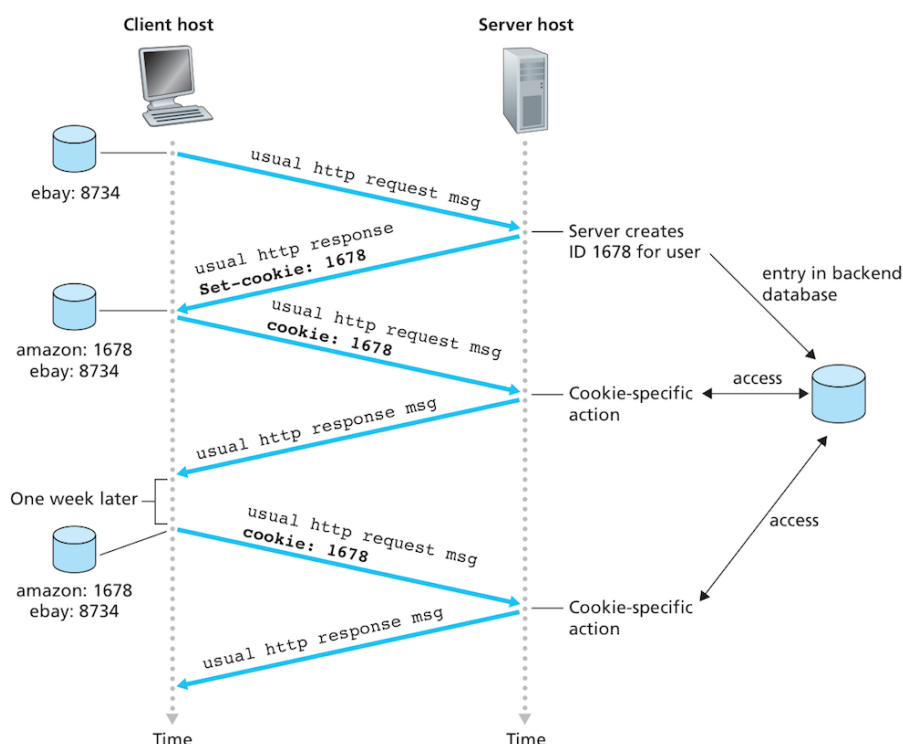 Client host
Server host
usual http request msg
ebay: 8734
Server creates
ID 1678 for user
usual http response
Set-cookie: 1678
entry in backend
database
usual http request msg
cookie: 1678
amazon: 1678
ebay: 8734
access
Cookie-specific
action
usual http response msg
One week later
usual http request msg
cookie: 1678
access
amazon: 1678
ebay: 8734
Cookie-specific
action
usual http response msg
Time
Time